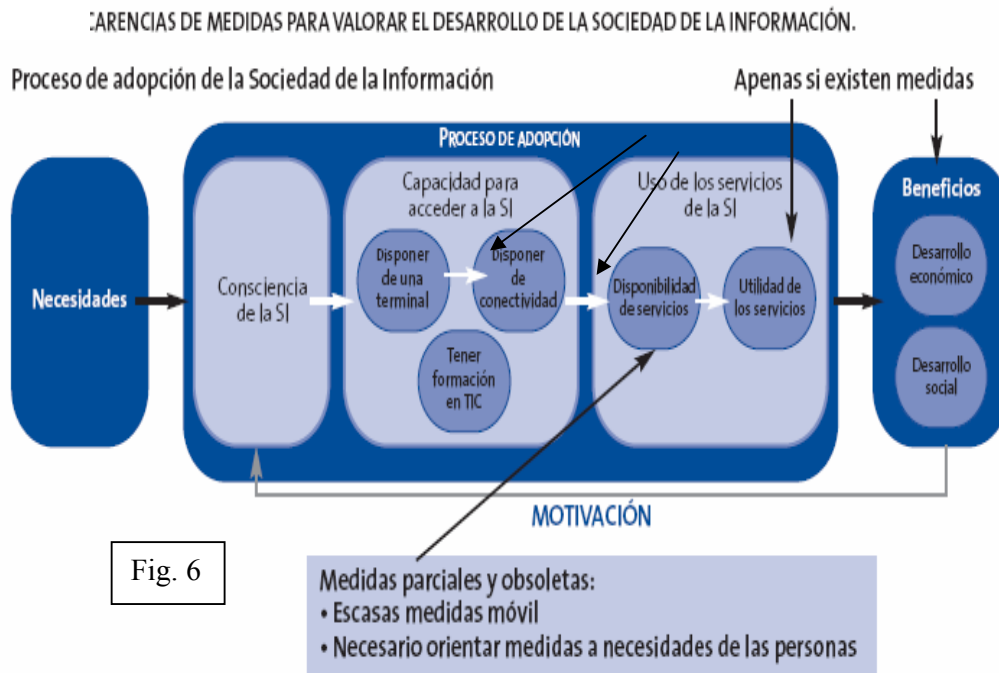 CARENCIAS DE MEDIDAS PARA VALORAR EL DESARROLLO DE LA SOCIEDAD DE LA INFORMACIÓN.
Proceso de adopción de la Sociedad de la Información
Apenas si existen medidas
PROCESO DE ADOPCIÓN
Necesidades
Consciencia
de la SI
Capacidad para
acceder a la SI
Disponer
de una
terminal
Disponer
de
conectividad
Tener
formación
en TIC
Uso de los servicios
de la SI
Disponibilidad
de servicios
Utilidad de
los servicios
Beneficios
Desarrollo
económico
Desarrollo
social
MOTIVACIÓN
Fig. 6
Medidas parciales y obsoletas:
• Escasas medidas móvil
• Necesario orientar medidas a necesidades de las personas